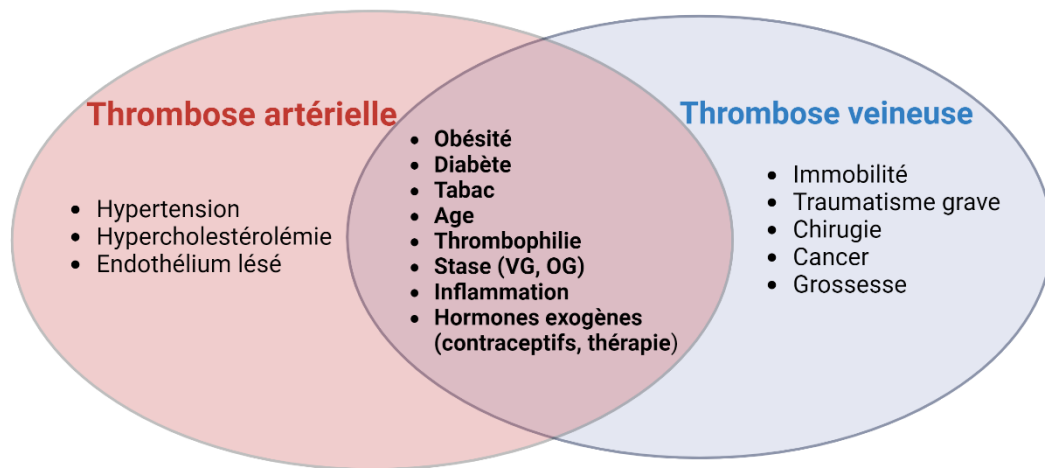 Thrombose artérielle
• Hypertension
• Hypercholestérolémie
• Endothélium lésé
• Obésité
• Diabète
• Tabac
• Age
• Thrombophilie
• Stase (VG, OG)
• Inflammation
• Hormones exogènes
(contraceptifs, thérapie)
Thrombose veineuse
• Immobilité
• Traumatisme grave
• Chirugie
• Cancer
• Grossesse